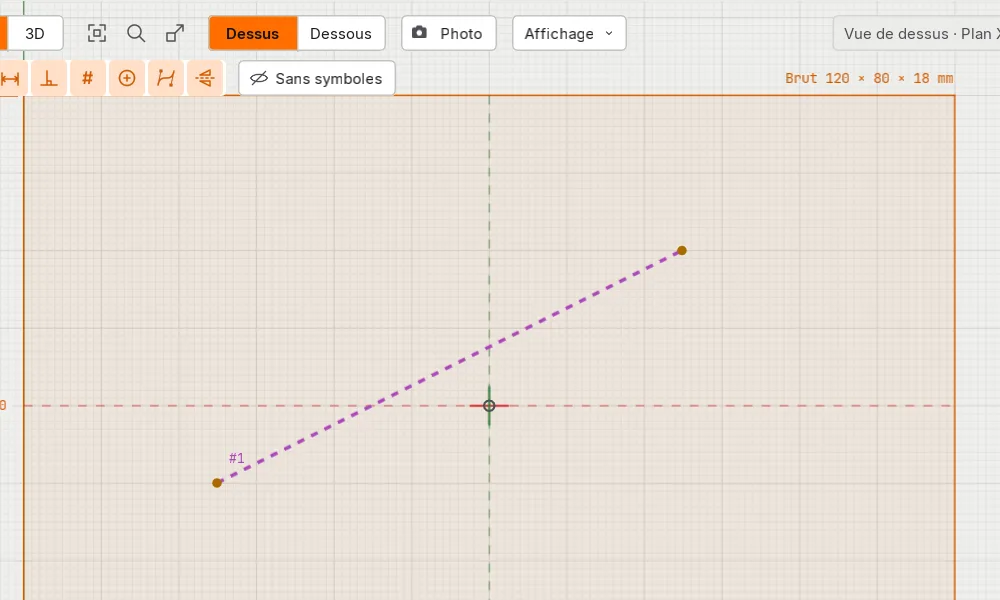 3D
Dessus
Dessous
Photo
Affichage
Vue de dessus · Plan X
#
Sans symboles
Brut 120 × 80 × 18 mm
0
#1